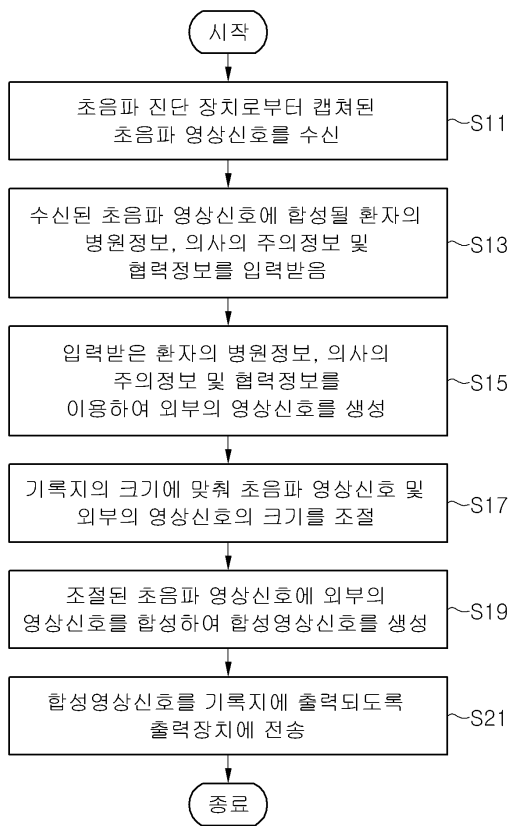 시작
초음파 진단 장치로부터 캡쳐된
초음파 영상신호를 수신
S11
수신된 초음파 영상신호에 합성될 환자의
병원정보, 의사의 주의정보 및
협력정보를 입력받음
S13
입력받은 환자의 병원정보, 의사의
주의정보 및 협력정보를
이용하여 외부의 영상신호를 생성
S15
기록지의 크기에 맞춰 초음파 영상신호 및
외부의 영상신호의 크기를 조절
S17
조절된 초음파 영상신호에 외부의
영상신호를 합성하여 합성영상신호를 생성
S19
합성영상신호를 기록지에 출력되도록
출력장치에 전송
S21
종료